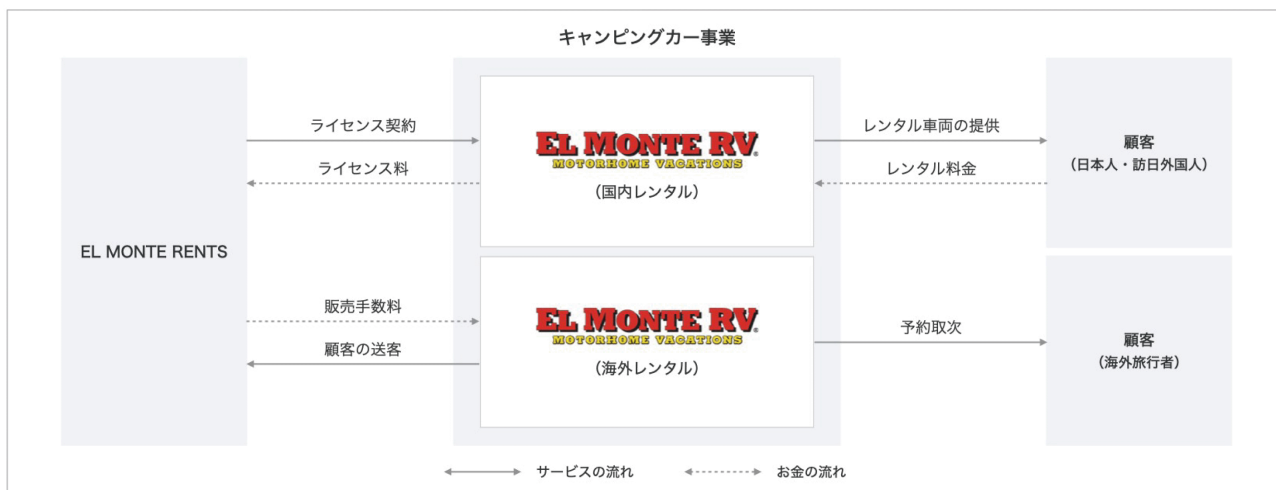 キャンピングカー事業
EL MONTE RENTS
ライセンス契約
ライセンス料
EL MONTE RV®
MOTORHOME VACATIONS
（国内レンタル）
レンタル車両の提供
レンタル料金
顧客
（日本人・訪日外国人）
販売手数料
顧客の送客
EL MONTE RV®
MOTORHOME VACATIONS
（海外レンタル）
予約取次
顧客
（海外旅行者）
サービスの流れ
お金の流れ